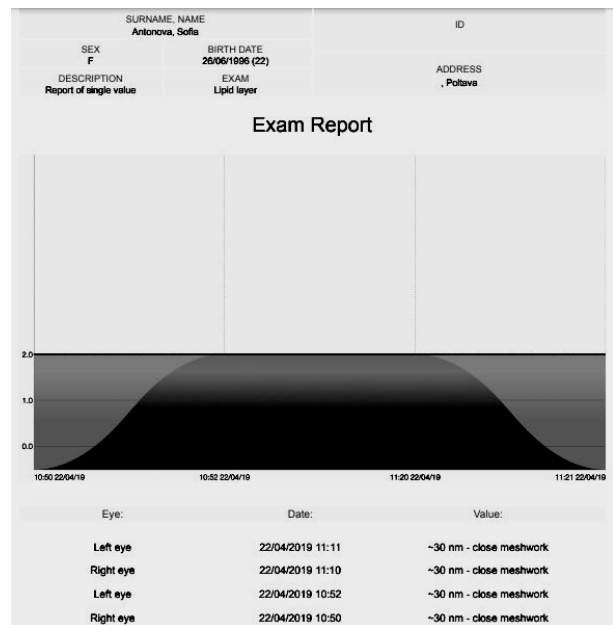 SURNAME, NAME
Antonova, Sofia
ID
SEX
F
BIRTH DATE
26/06/1996 (22)
ADDRESS
, Poltava
DESCRIPTION
Report of single value
EXAM
Lipid layer
Exam Report
2.0
1.0
0.0
10:50 22/04/19 10:52 22/04/19 11:20 22/04/19 11:21 22/04/19
Eye: Date: Value:
Left eye 22/04/2019 11:11 ~30 nm - close meshwork
Right eye 22/04/2019 11:10 ~30 nm - close meshwork
Left eye 22/04/2019 10:52 ~30 nm - close meshwork
Right eye 22/04/2019 10:50 ~30 nm - close meshwork